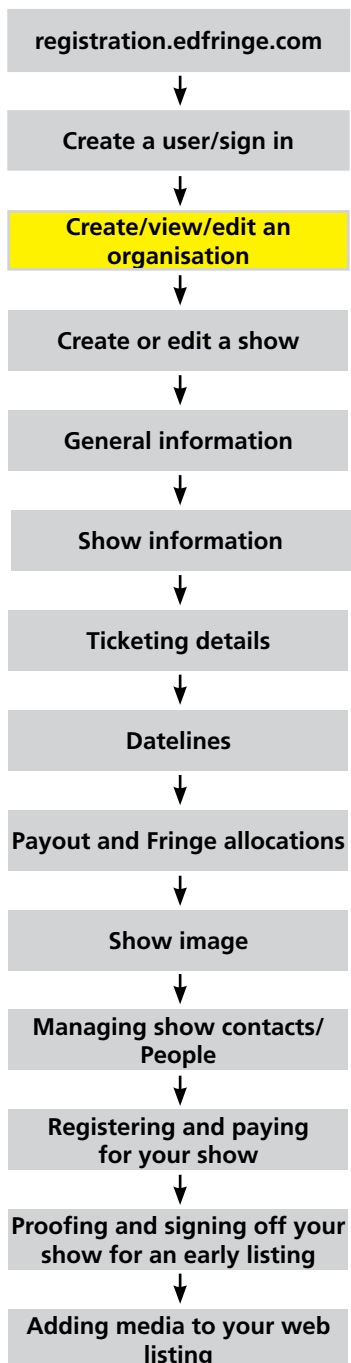 registration.edfringe.com
Create a user/sign in
Create/view/edit an
organisation
Create or edit a show
General information
Show information
Ticketing details
Datelines
Payout and Fringe allocations
Show image
Managing show contacts/
People
Registering and paying
for your show
Proofing and signing off your
show for an early listing
Adding media to your web
listing